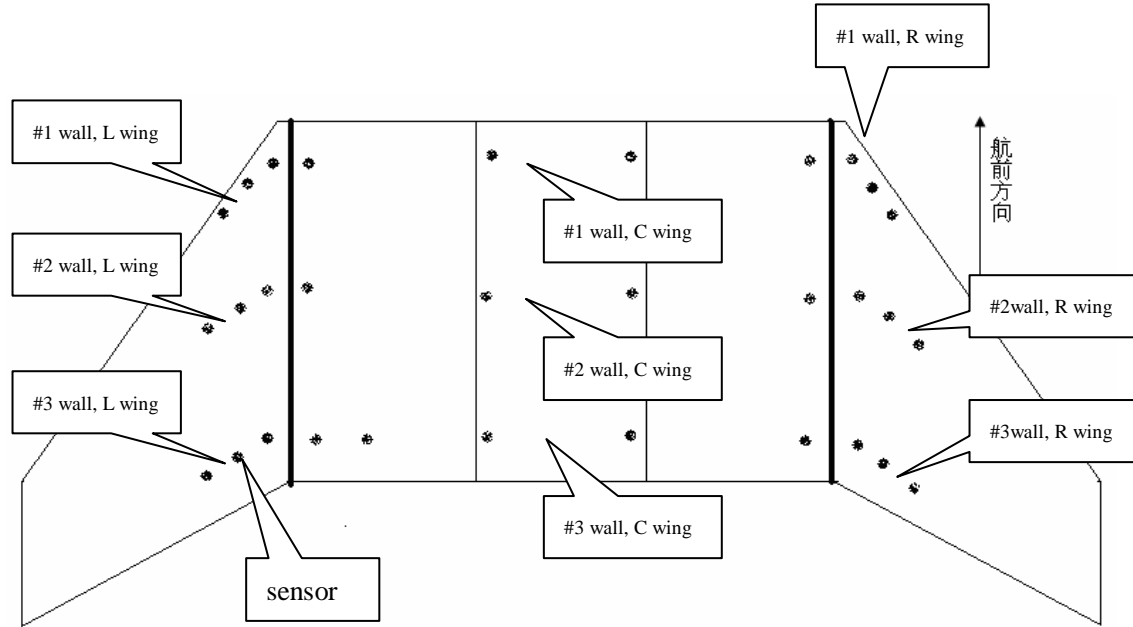 #1 wall, R wing
#1 wall, L wing
航前方向
#1 wall, C wing
#2 wall, L wing
#2wall, R wing
#2 wall, C wing
#3 wall, L wing
#3wall, R wing
#3 wall, C wing
sensor